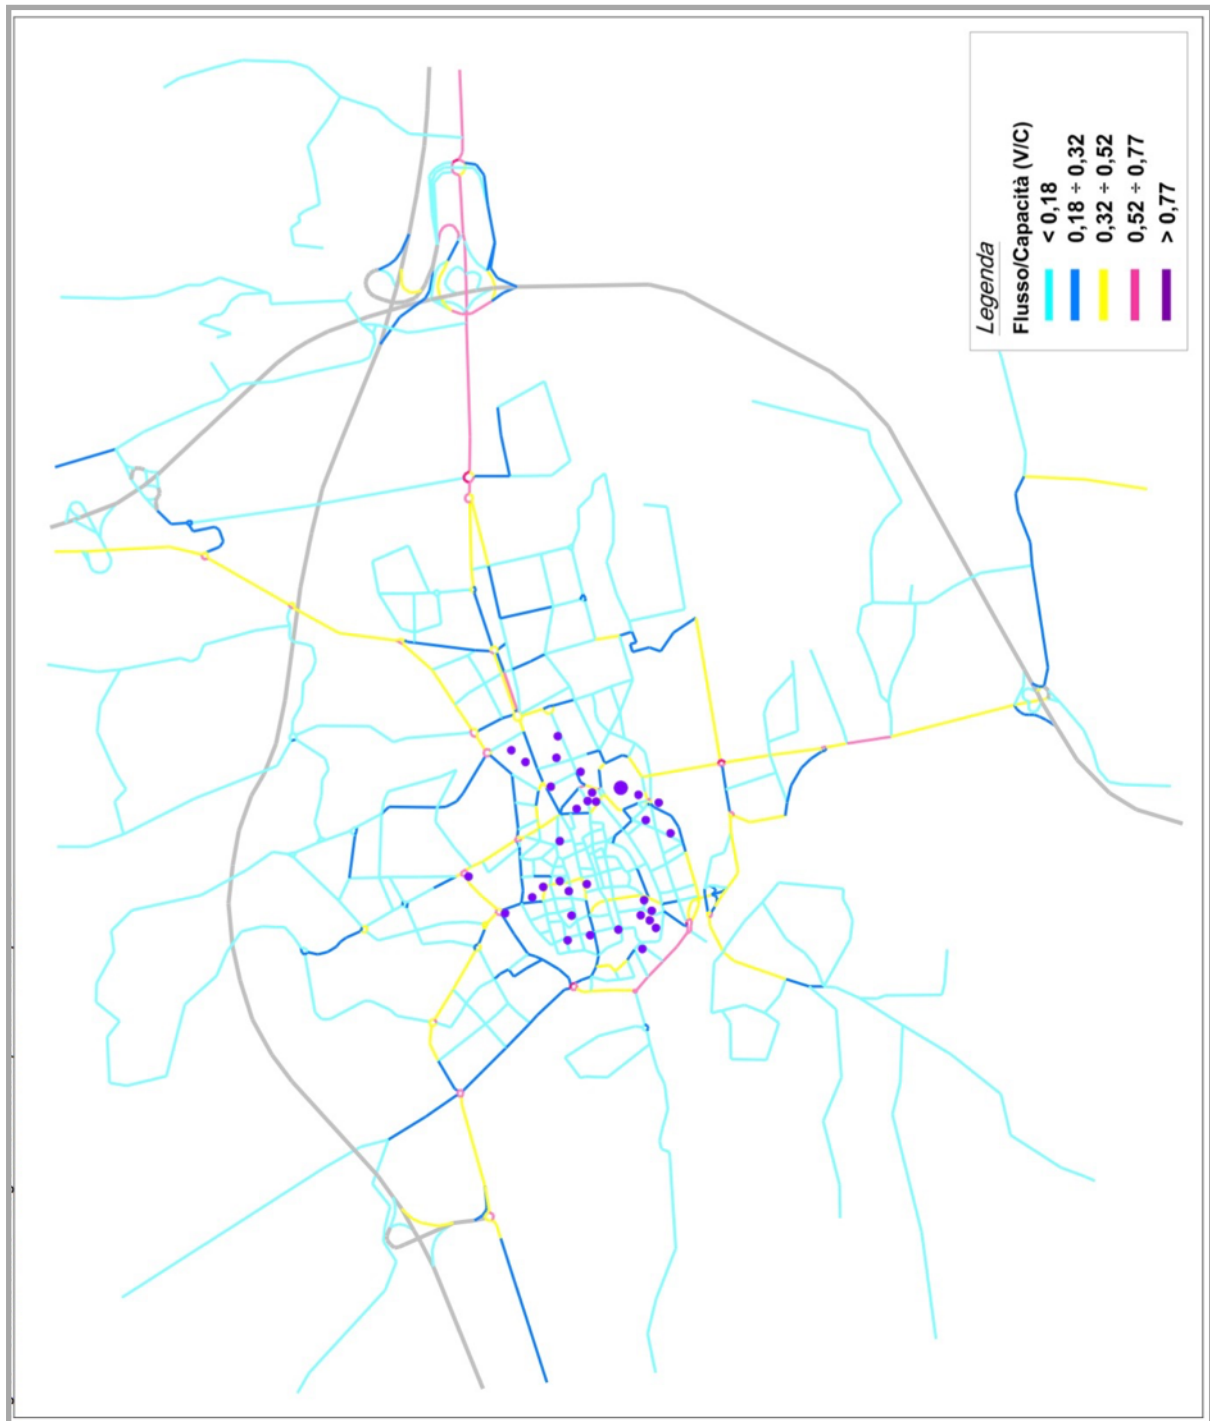 Legenda
Flusso/Capacità (V/C)
< 0,18
0,18 ÷ 0,32
0,32 ÷ 0,52
0,52 ÷ 0,77
> 0,77